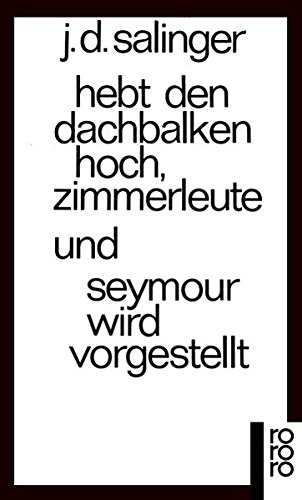 j.d.salinger
hebt den
dachbalken
hoch,
zimmerleute
und
seymour
wird
vorgestellt
ro
ro
ro